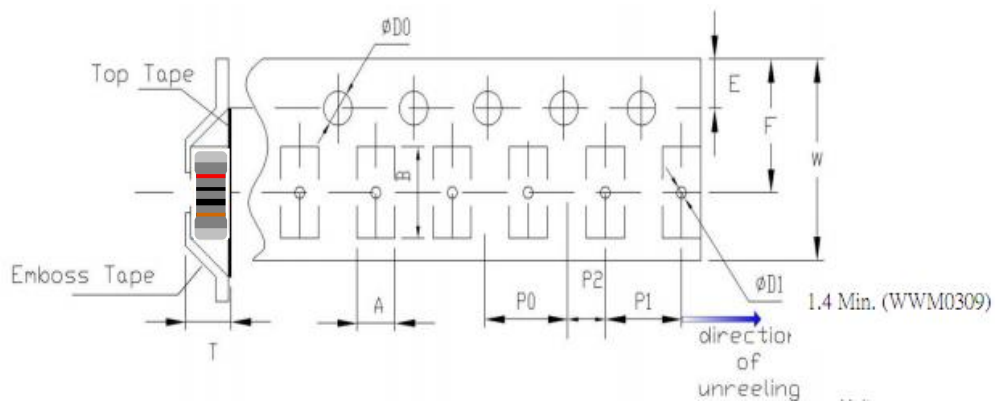 ØD0
Top Tape
E
F
W
B
Emboss Tape
ØD1
1.4 Min. (WWM0309)
P0
P2
P1
A
T
direction
of
unreeling